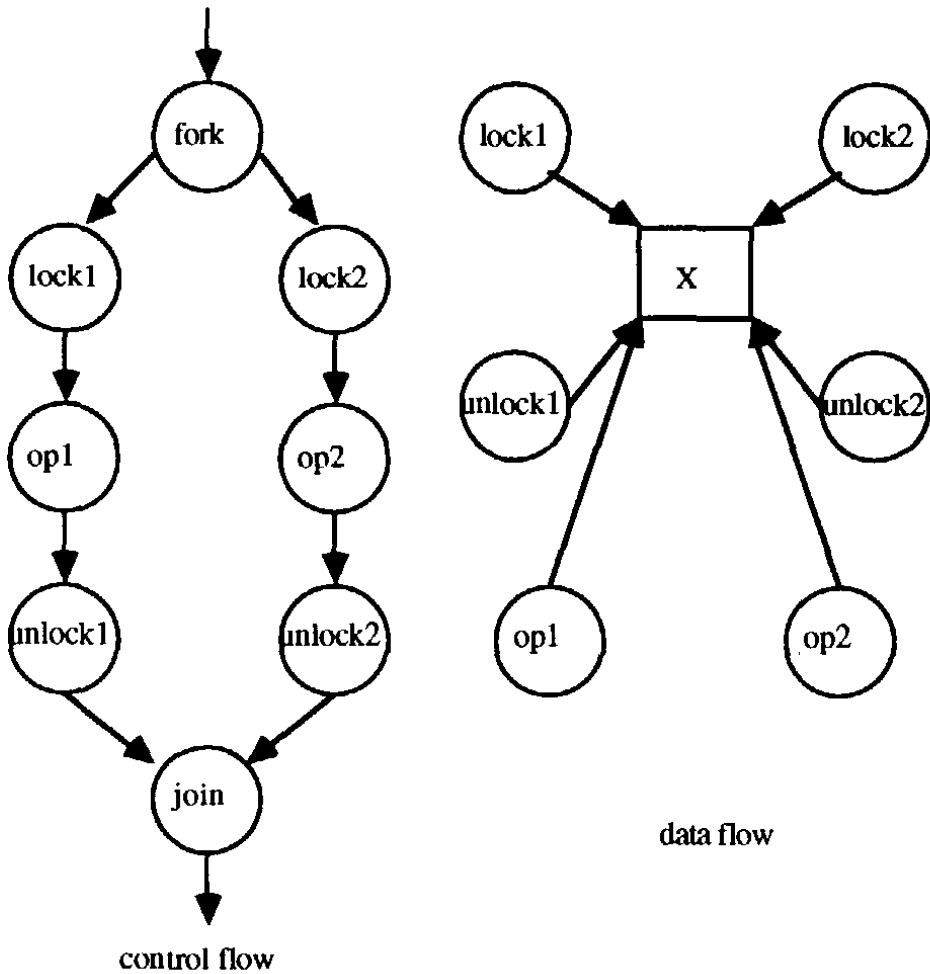 fork
lock1
lock2
op1
op2
unlock1
unlock2
join
control flow
lock1
lock2
X
unlock1
unlock2
op1
op2
data flow